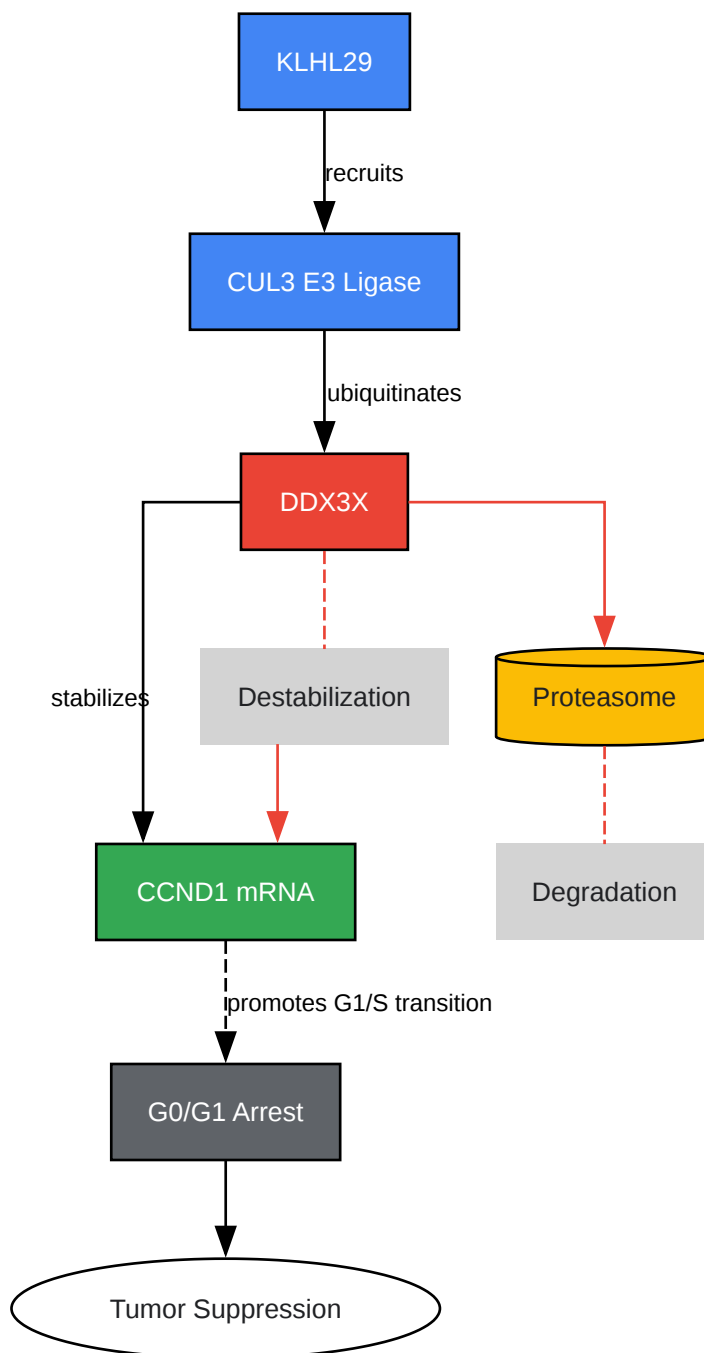 KLHL29
recruits
CUL3 E3 Ligase
ubiquitinates
DDX3X
stabilizes
Destabilization
Proteasome
CCND1 mRNA
Degradation
promotes G1/S transition
G0/G1 Arrest
Tumor Suppression